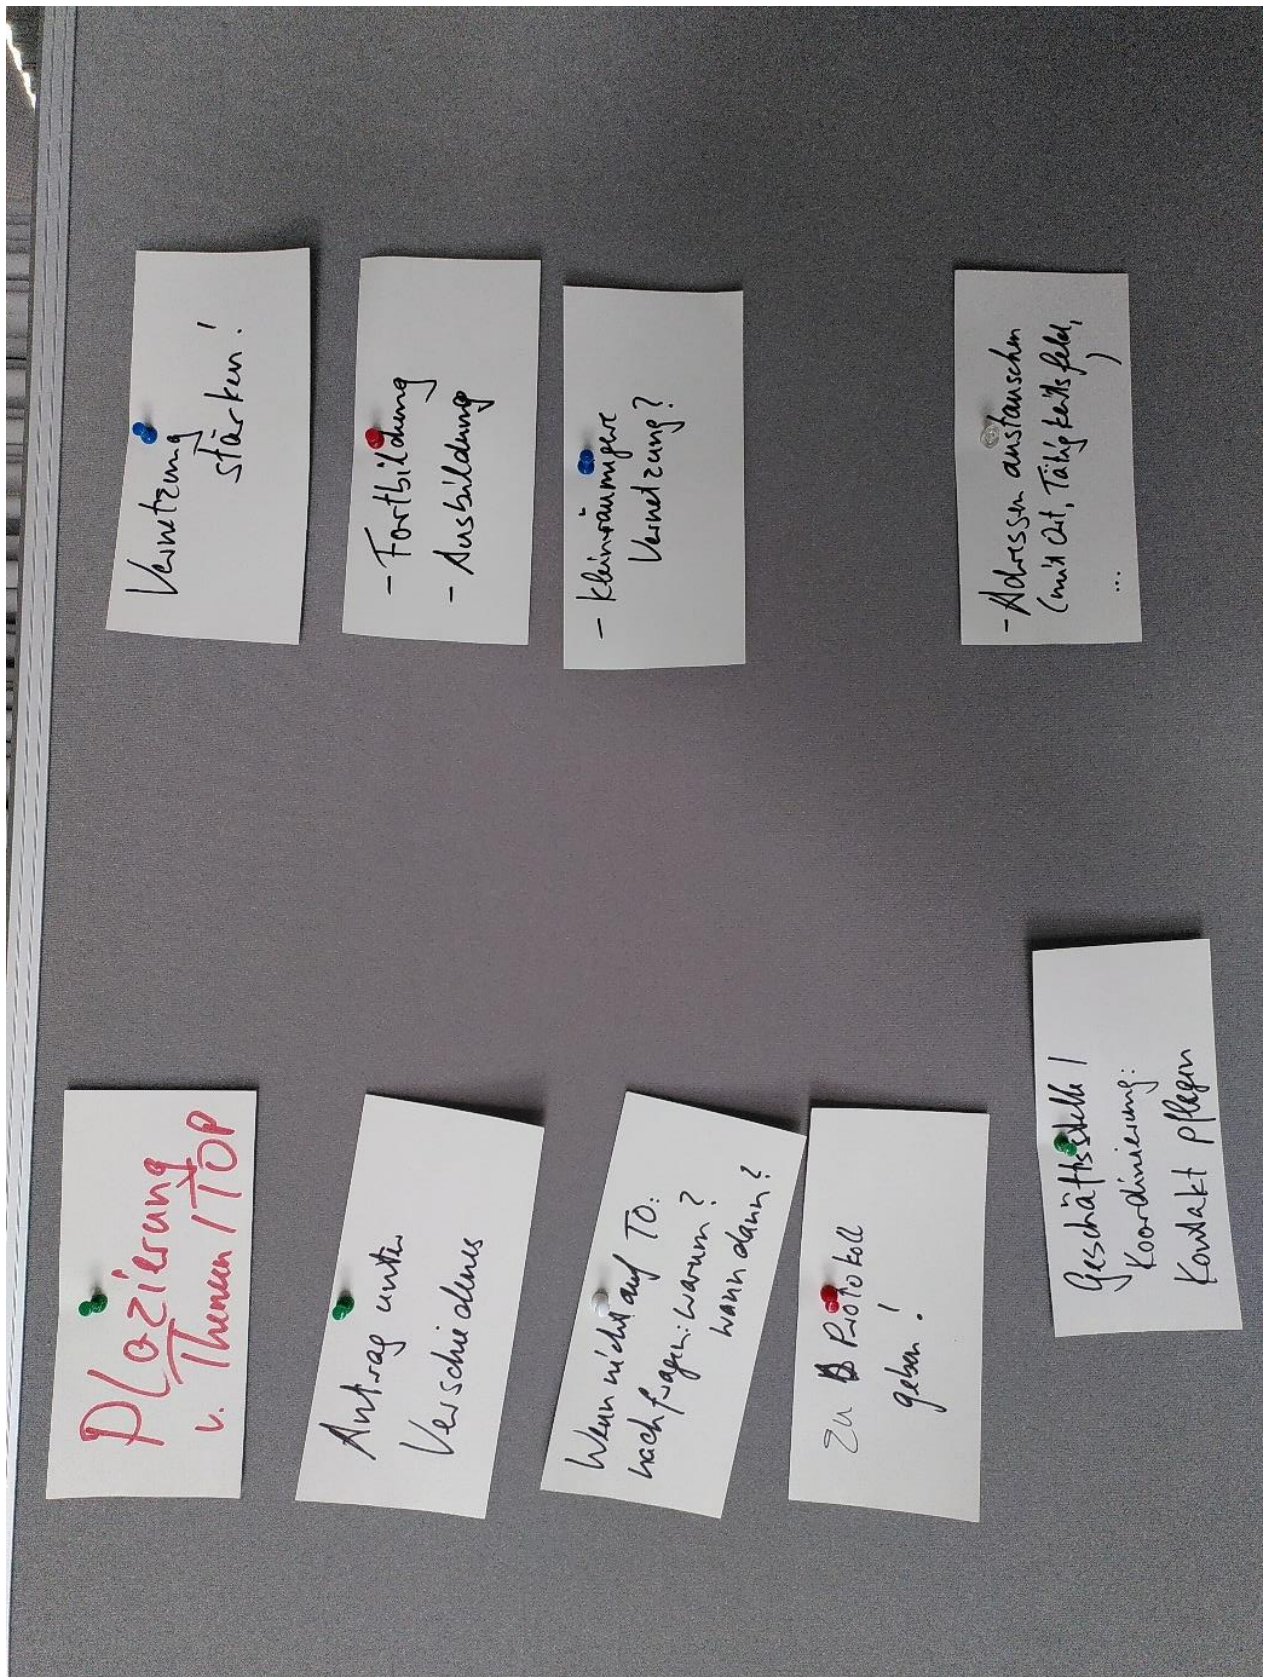 Plazierung
v. Themen / TOP
Antrag unter
Verschiedenes
Wenn nicht auf TO:
nachfragen: warum?
wann dann?
Zu Protokoll
geben!
Geschäftsstelle /
Koordinierung:
Kontakt pflegen
Vernetzung
stärken!
- Fortbildung
- Ausbildung
- kleinräumigere
Vernetzung?
- Adressen austauschen
(mit Ort, Tätigkeitsfeld,
...